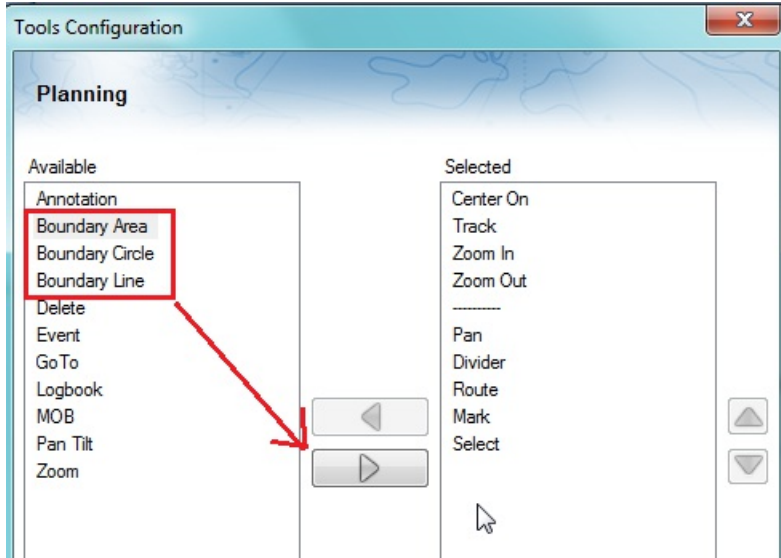 Tools Configuration
Planning
Available
Annotation
Boundary Area
Boundary Circle
Boundary Line
Delete
Event
GoTo
Logbook
MOB
Pan Tilt
Zoom
Selected
Center On
Track
Zoom In
Zoom Out
----------
Pan
Divider
Route
Mark
Select